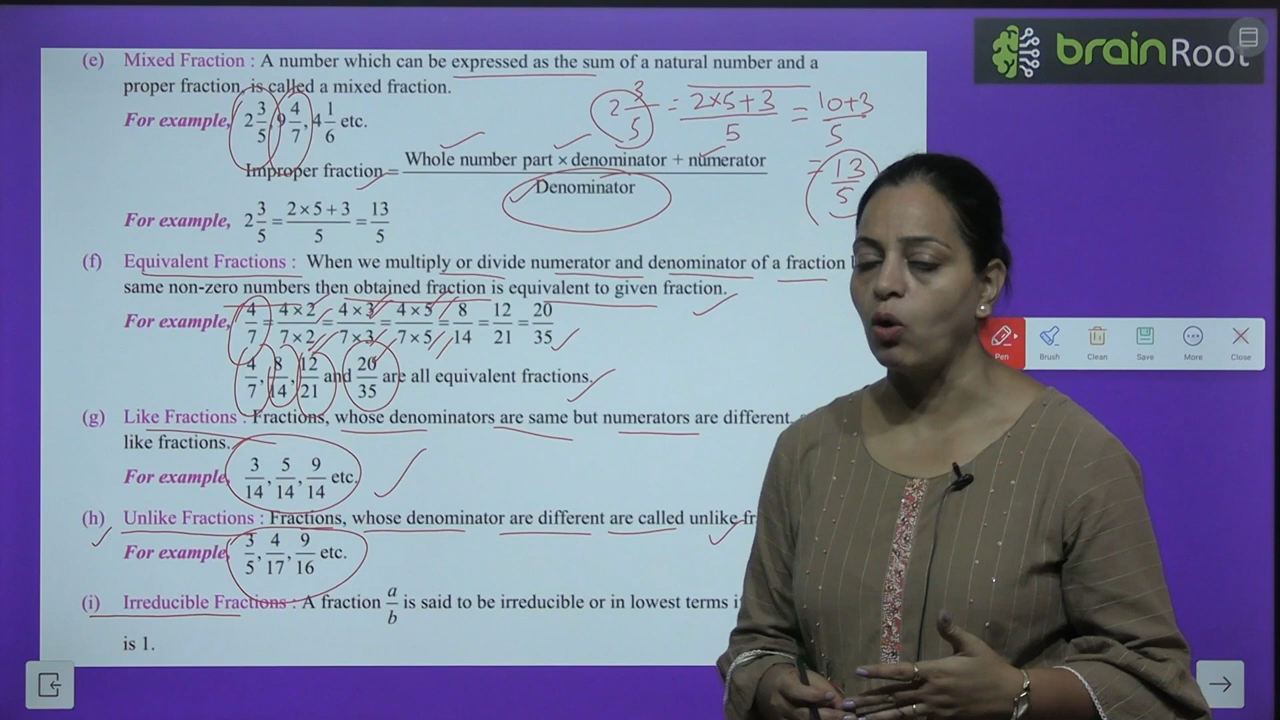 brainRoot
(e) Mixed Fraction : A number which can be expressed as the sum of a natural number and a
proper fraction, is called a mixed fraction.
For example, 2 3/5, 9 4/7, 4 1/6 etc.
2 3/5 = 2×5+3/5 = 10+3/5
= 13/5
Improper fraction = Whole number part × denominator + numerator / Denominator
For example, 2 3/5 = 2 × 5 + 3/5 = 13/5
(f) Equivalent Fractions : When we multiply or divide numerator and denominator of a fraction
same non-zero numbers then obtained fraction is equivalent to given fraction.
For example, 4/7 = 4 × 2/7 × 2 = 4 × 3/7 × 3 = 4 × 5/7 × 5 = 8/14 = 12/21 = 20/35
4/7, 8/14, 12/21 and 20/35 are all equivalent fractions.
(g) Like Fractions : Fractions, whose denominators are same but numerators are different
like fractions.
For example, 3/14, 5/14, 9/14 etc.
(h) Unlike Fractions : Fractions, whose denominator are different are called unlike
For example, 3/5, 4/17, 9/16 etc.
(i) Irreducible Fractions : A fraction a/b is said to be irreducible or in lowest terms
is 1.
Pen Brush Clean Save More Close